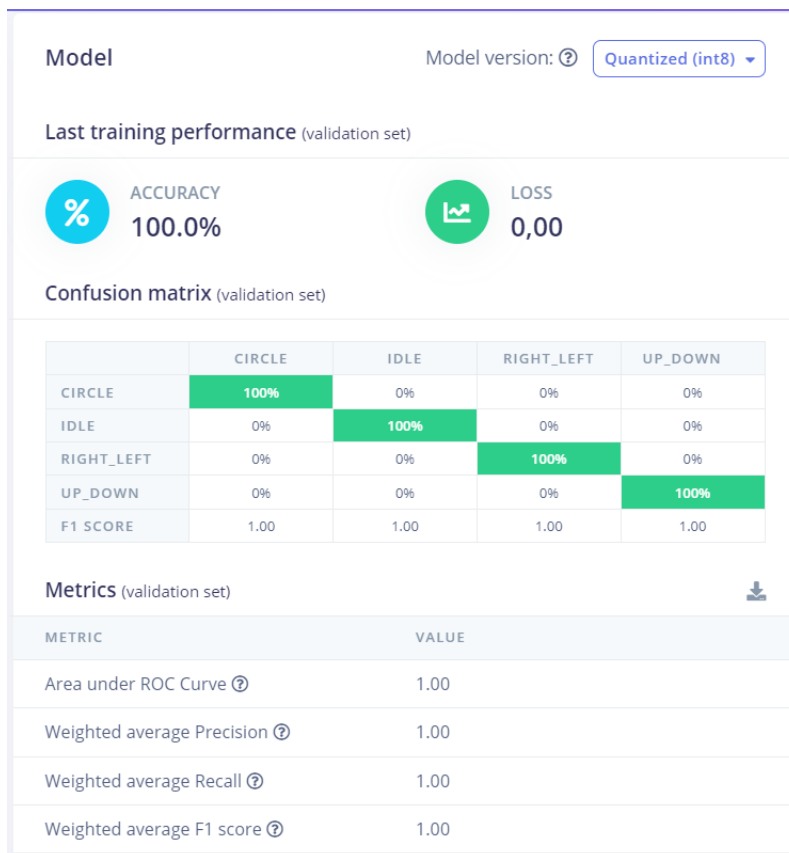 Model
Model version: Quantized (int8)
Last training performance (validation set)
% ACCURACY LOSS
100.0% 0,00
Confusion matrix (validation set)
CIRCLE IDLE RIGHT_LEFT UP_DOWN
CIRCLE 100% 0% 0% 0%
IDLE 0% 100% 0% 0%
RIGHT_LEFT 0% 0% 100% 0%
UP_DOWN 0% 0% 0% 100%
F1 SCORE 1.00 1.00 1.00 1.00
Metrics (validation set)
METRIC VALUE
Area under ROC Curve 1.00
Weighted average Precision 1.00
Weighted average Recall 1.00
Weighted average F1 score 1.00